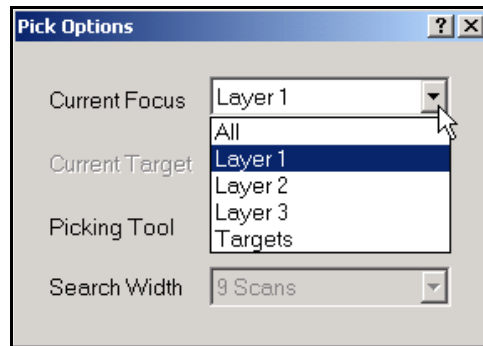 Pick Options
Current Focus Layer 1
All
Current Target Layer 1
Layer 2
Picking Tool Layer 3
Targets
Search Width 9 Scans